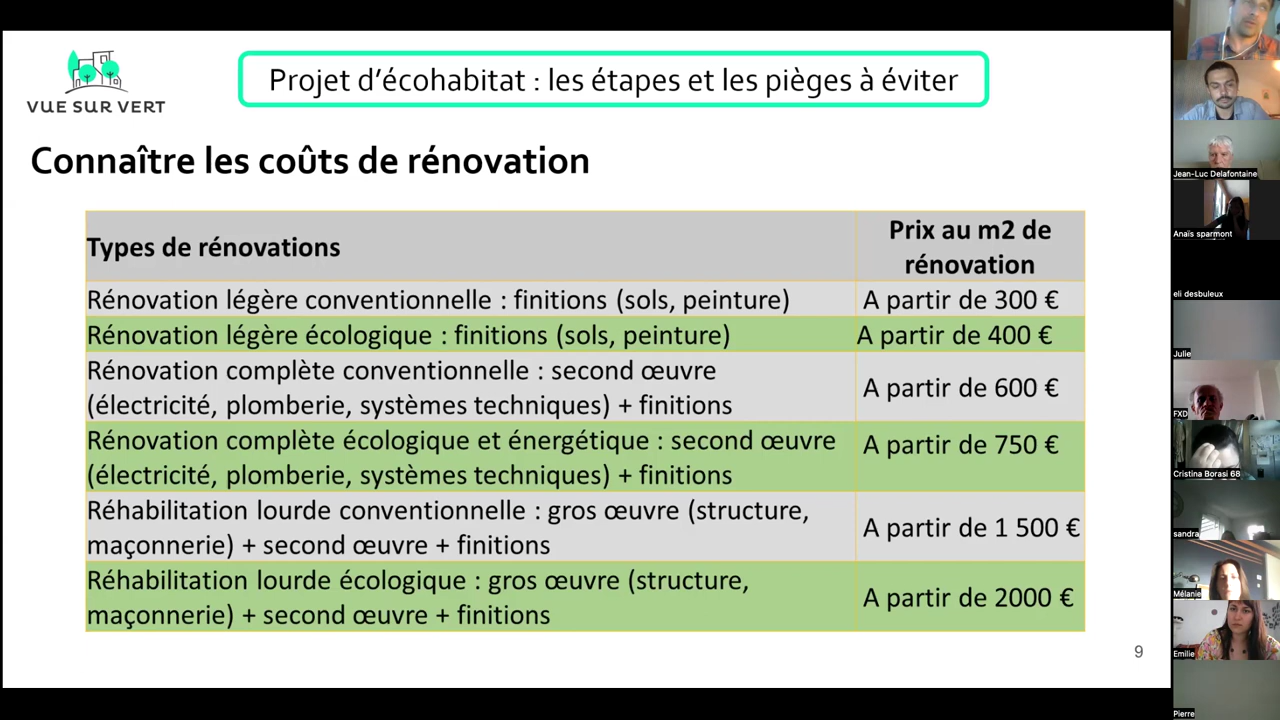 VUE SUR VERT
Projet d'écohabitat : les étapes et les pièges à éviter
Connaître les coûts de rénovation
Types de rénovations
Prix au m2 de
rénovation
Rénovation légère conventionnelle : finitions (sols, peinture)
A partir de 300 €
Rénovation légère écologique : finitions (sols, peinture)
A partir de 400 €
Rénovation complète conventionnelle : second œuvre
(électricité, plomberie, systèmes techniques) + finitions
A partir de 600 €
Rénovation complète écologique et énergétique : second œuvre
(électricité, plomberie, systèmes techniques) + finitions
A partir de 750 €
Réhabilitation lourde conventionnelle : gros œuvre (structure,
maçonnerie) + second œuvre + finitions
A partir de 1 500 €
Réhabilitation lourde écologique : gros œuvre (structure,
maçonnerie) + second œuvre + finitions
A partir de 2000 €
9
Jean-Luc Delafontaine
Anaïs sparmont
eli desbuleux
Julie
FXD
Cristina Borasi 68
sandra
Mélanie
Emilie
Pierre